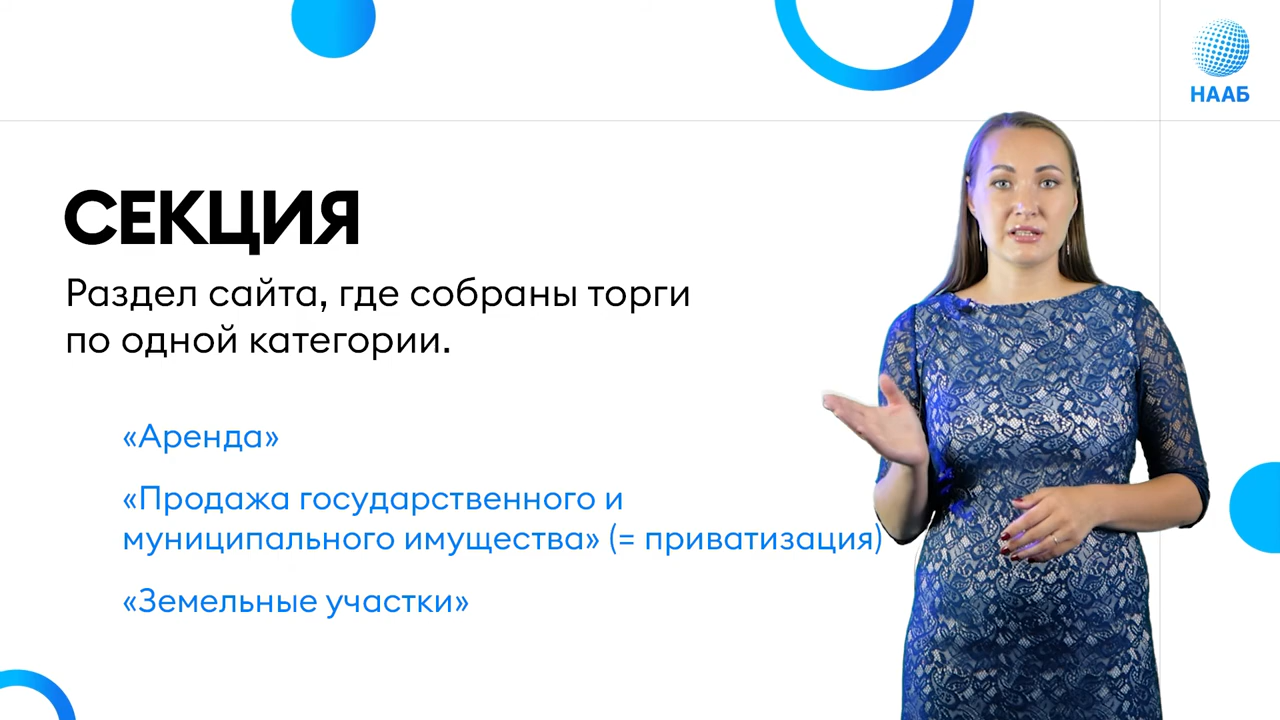 НААБ
СЕКЦИЯ
Раздел сайта, где собраны торги
по одной категории.
«Аренда»
«Продажа государственного и
муниципального имущества» (= приватизация)
«Земельные участки»